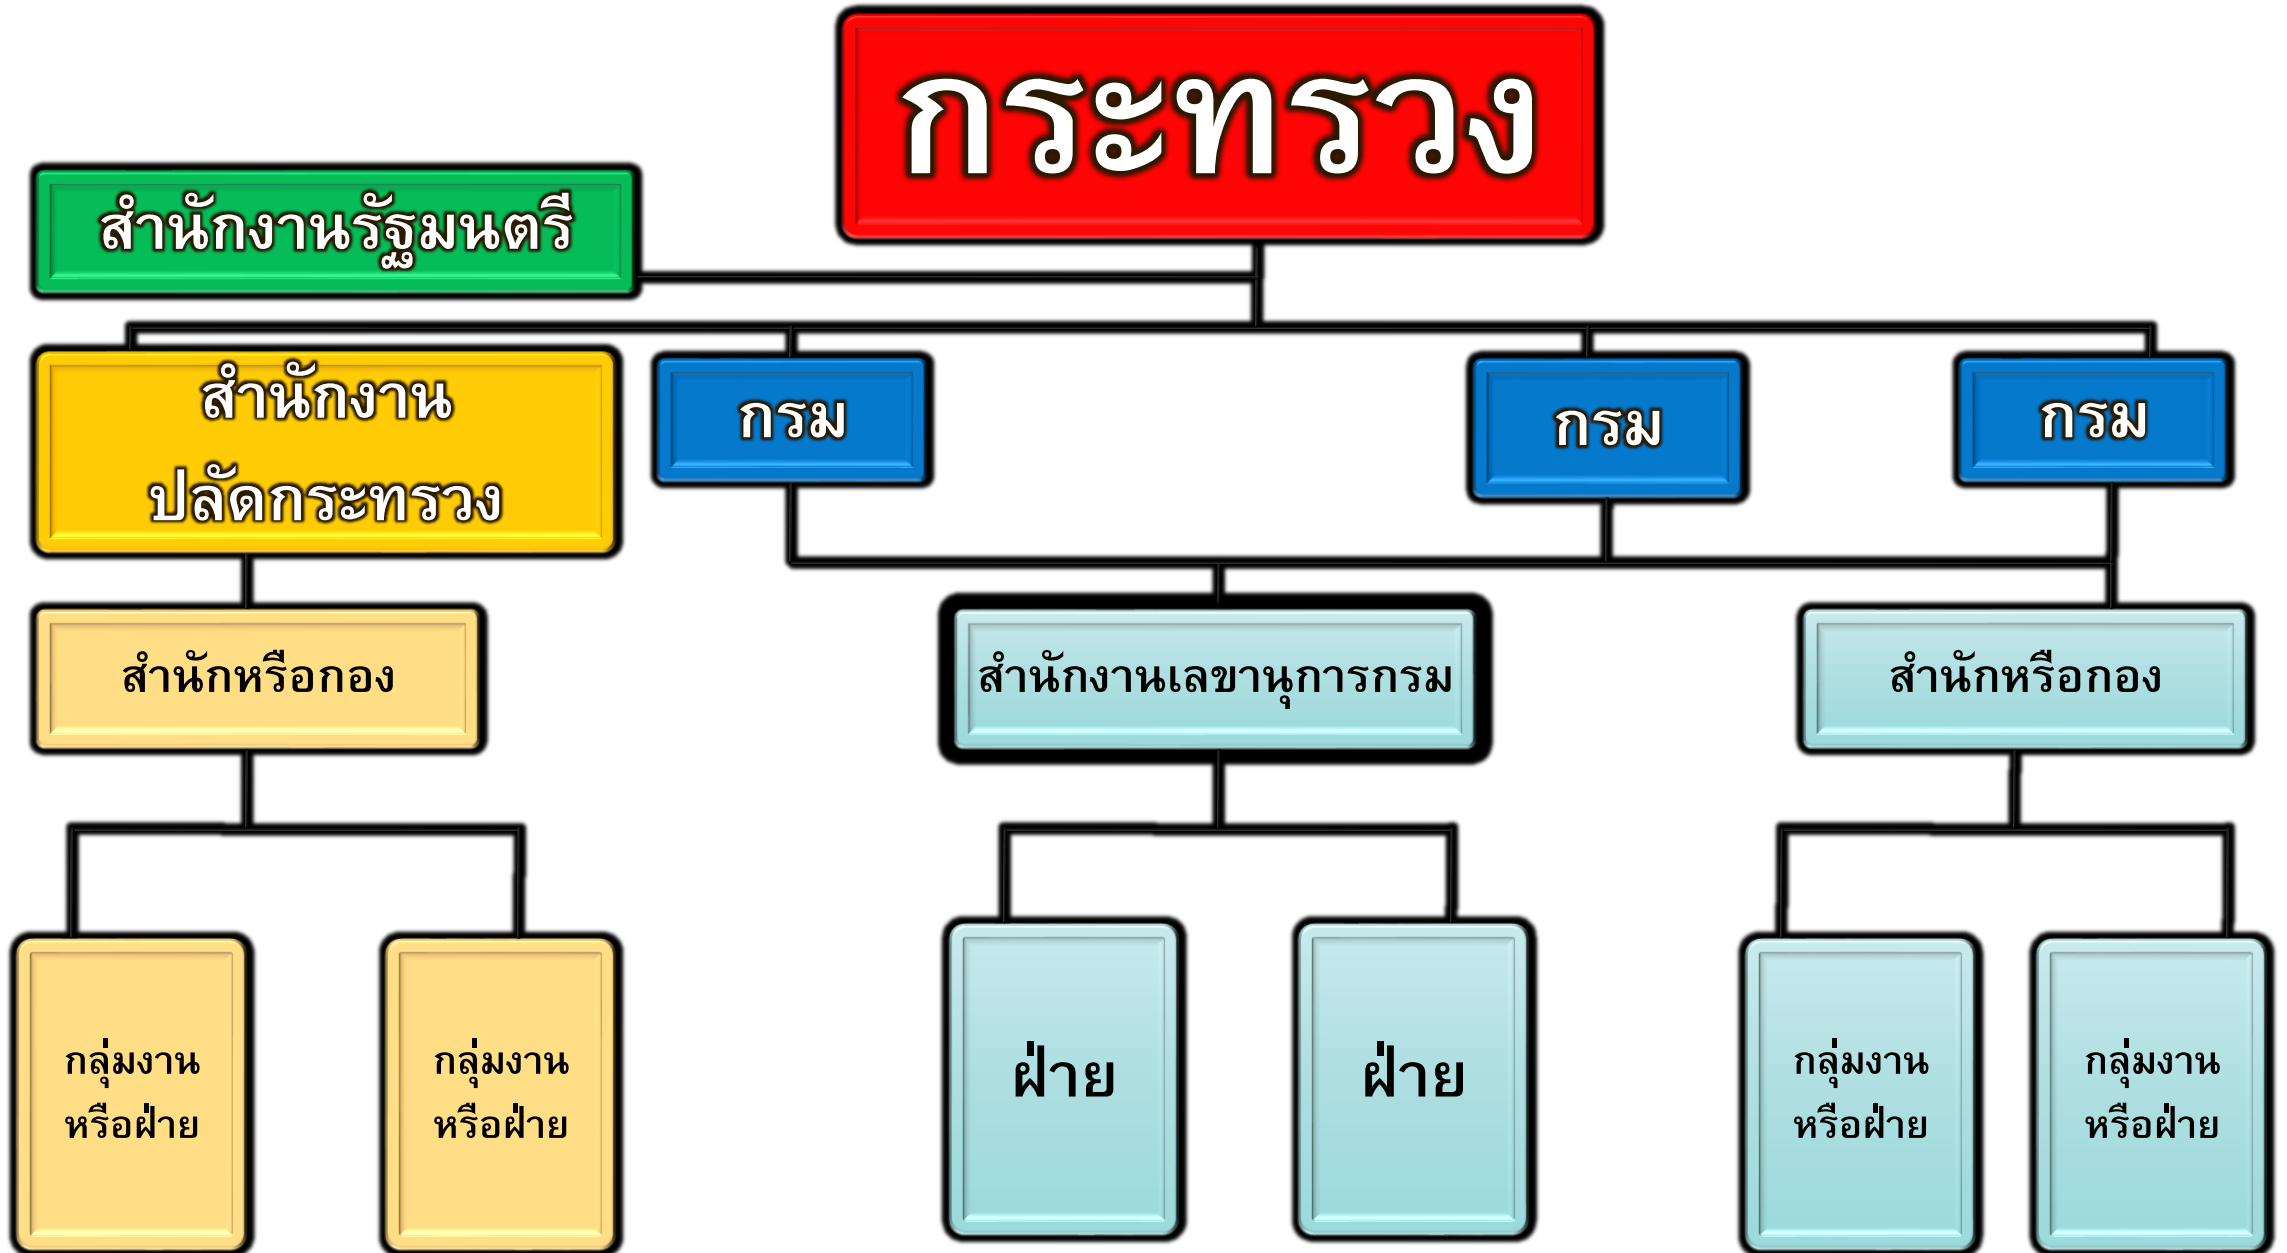 กระทรวง
สำนักงานรัฐมนตรี
สำนักงาน
ปลัดกระทรวง
กรม
กรม
กรม
สำนักหรือกอง
สำนักงานเลขานุการกรม
สำนักหรือกอง
กลุ่มงาน
หรือฝ่าย
กลุ่มงาน
หรือฝ่าย
ฝ่าย
ฝ่าย
กลุ่มงาน
หรือฝ่าย
กลุ่มงาน
หรือฝ่าย